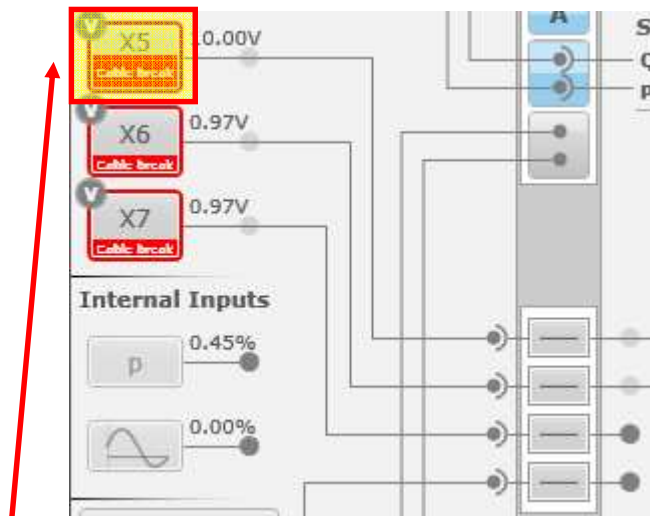 V
X5
10.00V
Cable break
V
X6
0.97V
Cable break
V
X7
0.97V
Cable break
Internal Inputs
p
0.45%
0.00%
A
S
Q
p